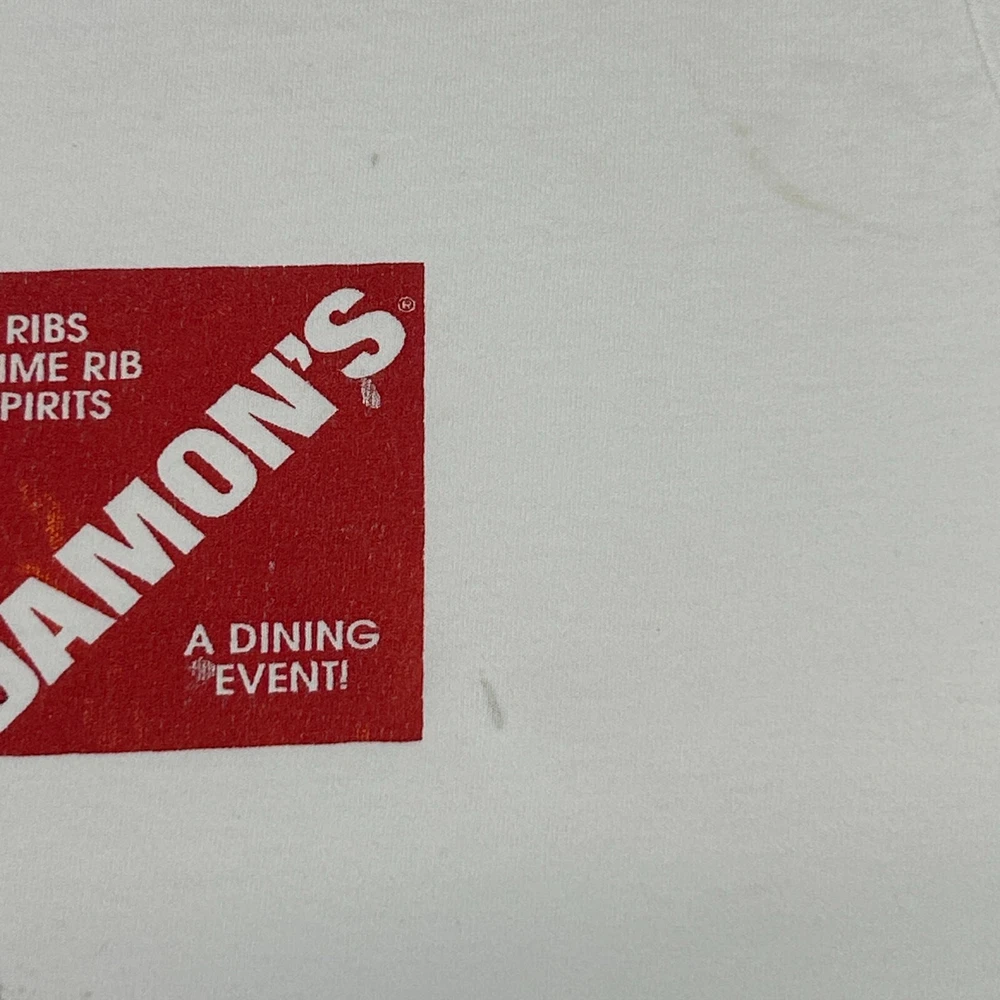 RIBS
IME RIB
PIRITS
DAMON'S®
A DINING
EVENT!